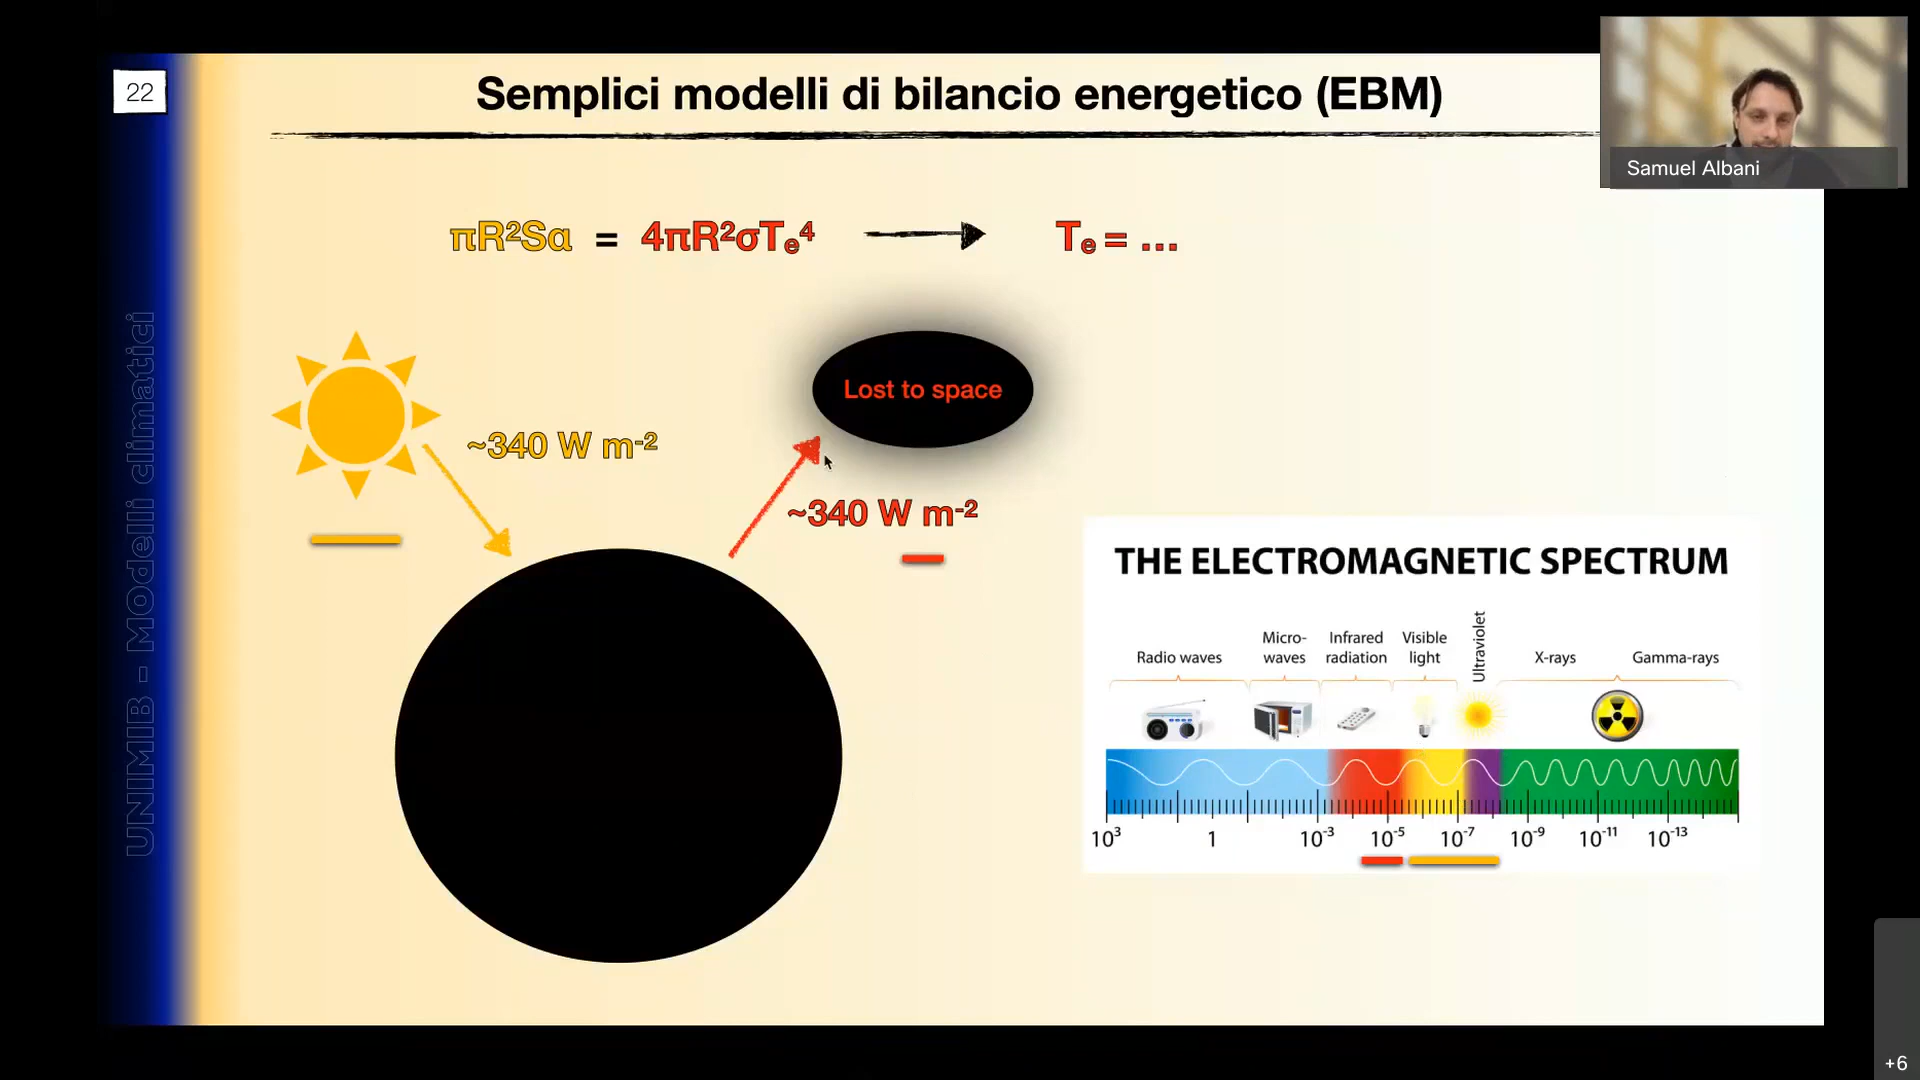 22
Semplici modelli di bilancio energetico (EBM)
Samuel Albani
πR²Sα = 4πR²σTₑ⁴ Tₑ = ...
Lost to space
~340 W m⁻²
~340 W m⁻²
UNIMIB - Modelli climatici
THE ELECTROMAGNETIC SPECTRUM
Radio waves
Micro-
waves
Infrared
radiation
Visible
light
Ultraviolet
X-rays
Gamma-rays
10³ 1 10⁻³ 10⁻⁵ 10⁻⁷ 10⁻⁹ 10⁻¹¹ 10⁻¹³
+6